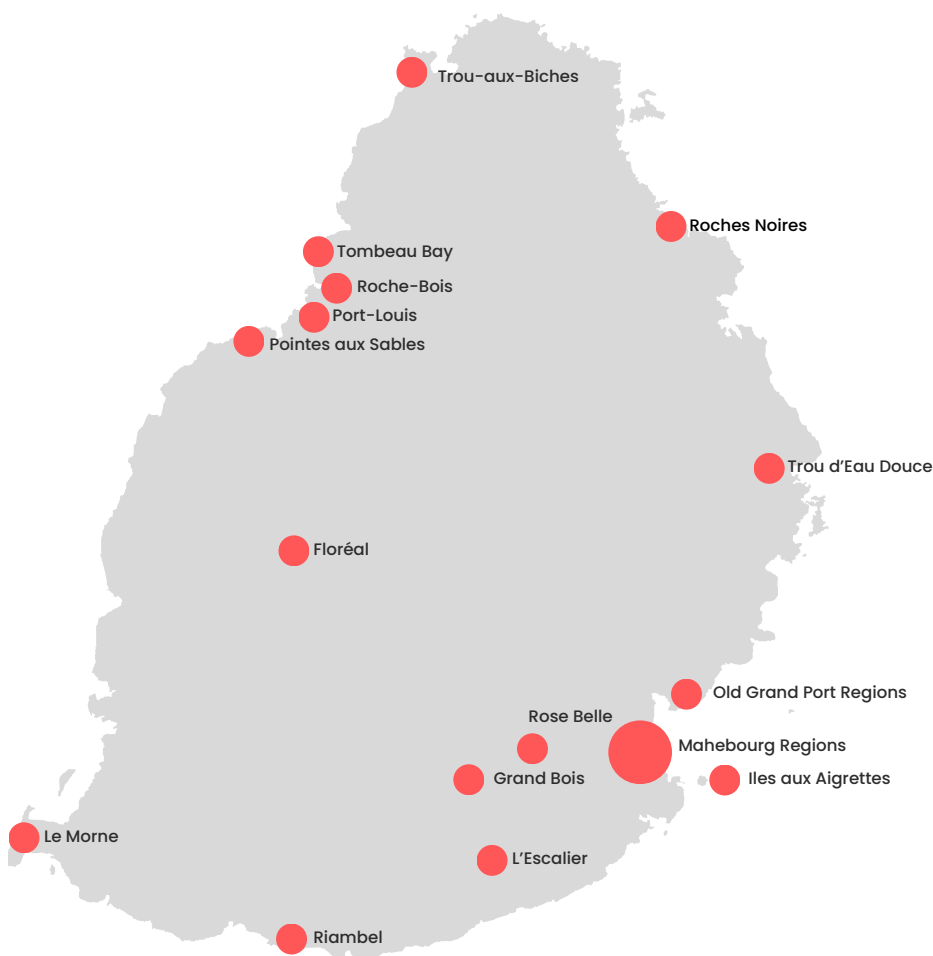 Trou-aux-Biches
Roches Noires
Tombeau Bay
Roche-Bois
Port-Louis
Pointes aux Sables
Trou d’Eau Douce
Floréal
Old Grand Port Regions
Rose Belle
Mahebourg Regions
Grand Bois
Iles aux Aigrettes
Le Morne
L’Escalier
Riambel